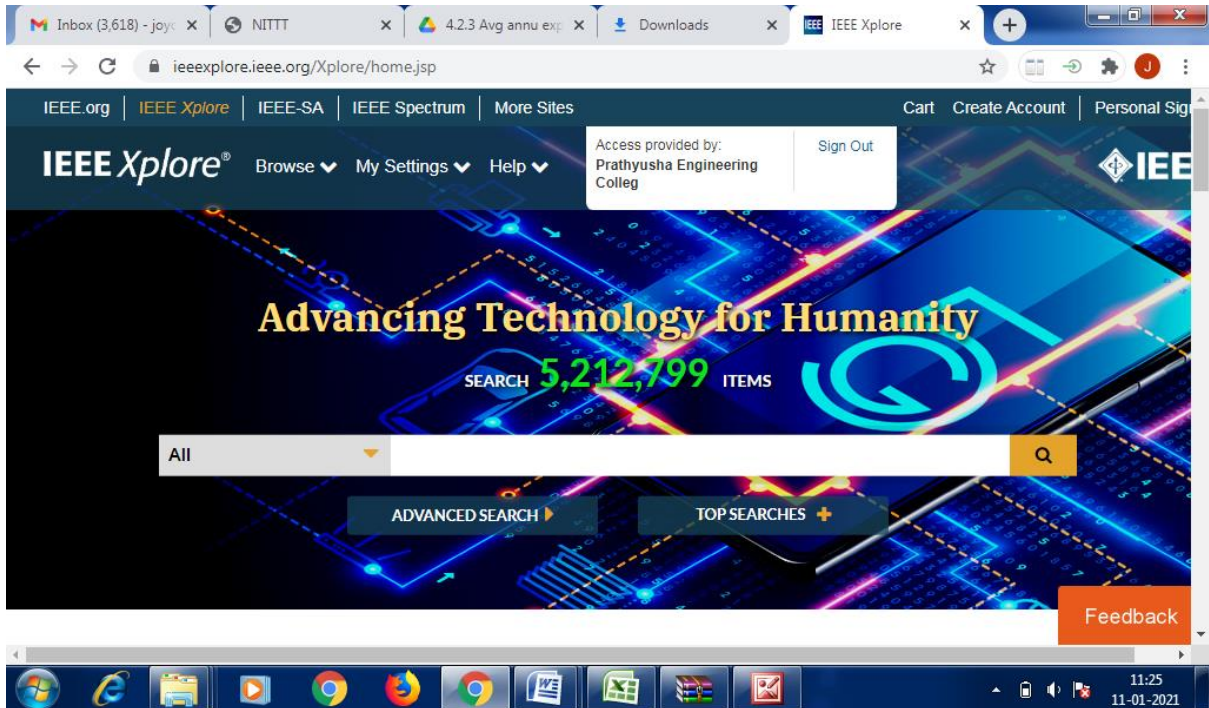 Inbox (3,618) - joyc
NITTT
4.2.3 Avg annu exp
Downloads
IEEE
IEEE Xplore
ieeexplore.ieee.org/Xplore/home.jsp
J
IEEE.org
IEEE Xplore
IEEE-SA
IEEE Spectrum
More Sites
Cart
Create Account
Personal Sig
IEEE Xplore®
Browse
My Settings
Help
Access provided by:
Prathyusha Engineering
Colleg
Sign Out
IEE
Advancing Technology for Humanity
SEARCH 5,212,799 ITEMS
All
ADVANCED SEARCH
TOP SEARCHES
Feedback
11:25
11-01-2021